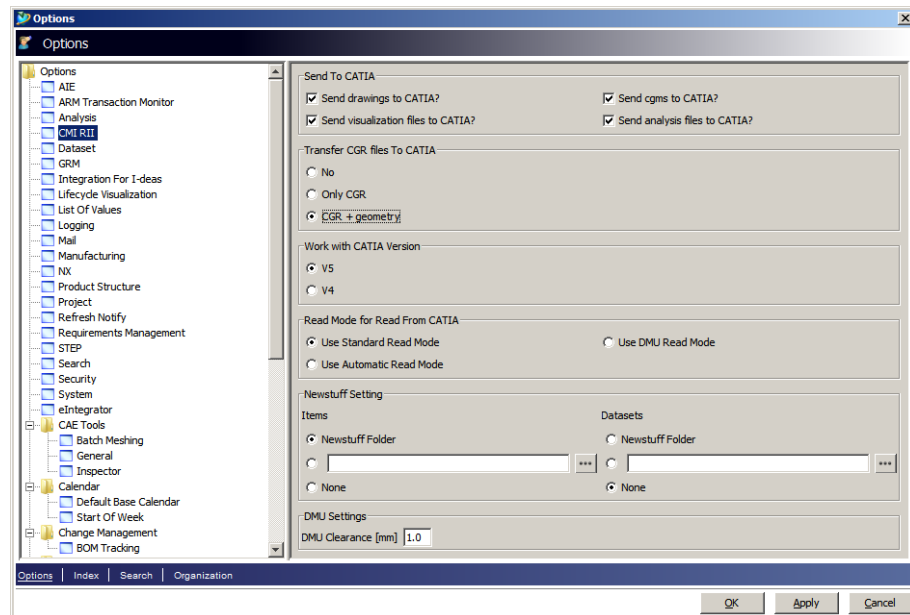 Options
Options
Options
AIE
ARM Transaction Monitor
Analysis
CMI RII
Dataset
GRM
Integration For I-deas
Lifecycle Visualization
List Of Values
Logging
Mail
Manufacturing
NX
Product Structure
Project
Refresh Notify
Requirements Management
STEP
Search
Security
System
eIntegrator
CAE Tools
Batch Meshing
General
Inspector
Calendar
Default Base Calendar
Start Of Week
Change Management
BOM Tracking
Send To CATIA
Send drawings to CATIA? Send cgms to CATIA?
Send visualization files to CATIA? Send analysis files to CATIA?
Transfer CGR files To CATIA
No
Only CGR
CGR + geometry
Work with CATIA Version
V5
V4
Read Mode for Read From CATIA
Use Standard Read Mode Use DMU Read Mode
Use Automatic Read Mode
Newstuff Setting
Items Datasets
Newstuff Folder Newstuff Folder
... ...
None None
DMU Settings
DMU Clearance [mm] 1.0
Options | Index | Search | Organization
OK Apply Cancel